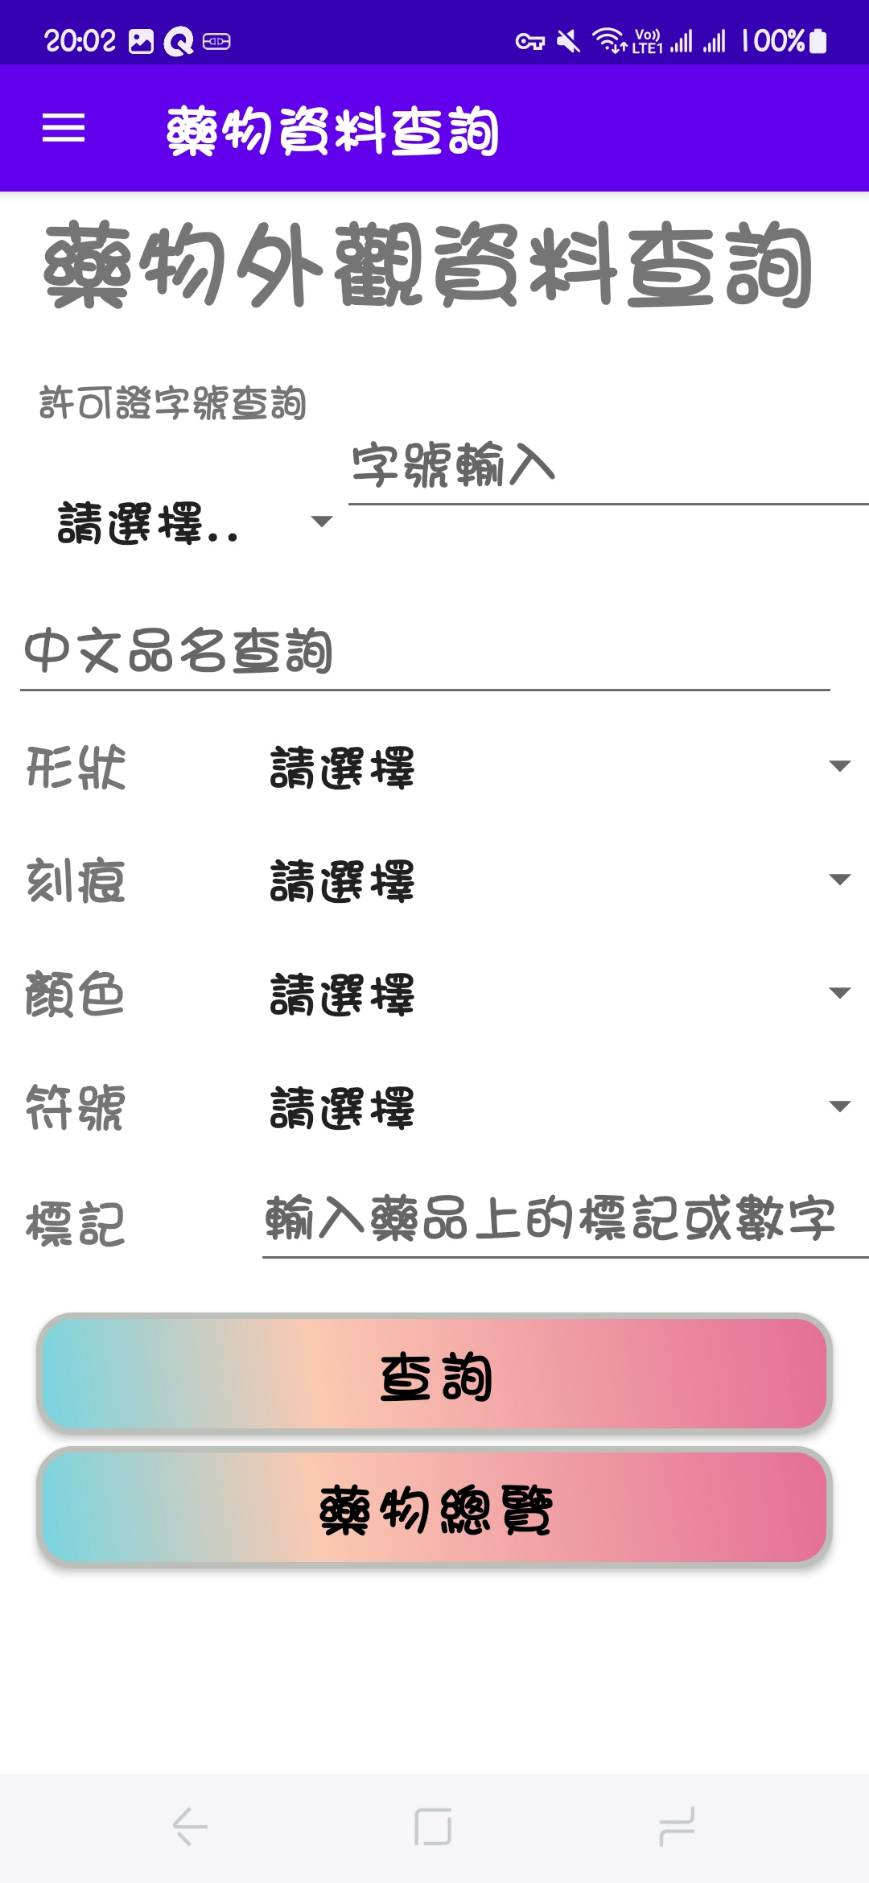 20:02 Vo)) LTE1 100%
藥物資料查詢
藥物外觀資料查詢
許可證字號查詢
字號輸入
請選擇..
中文品名查詢
形狀 請選擇
刻痕 請選擇
顏色 請選擇
符號 請選擇
標記 輸入藥品上的標記或數字
查詢
藥物總覽